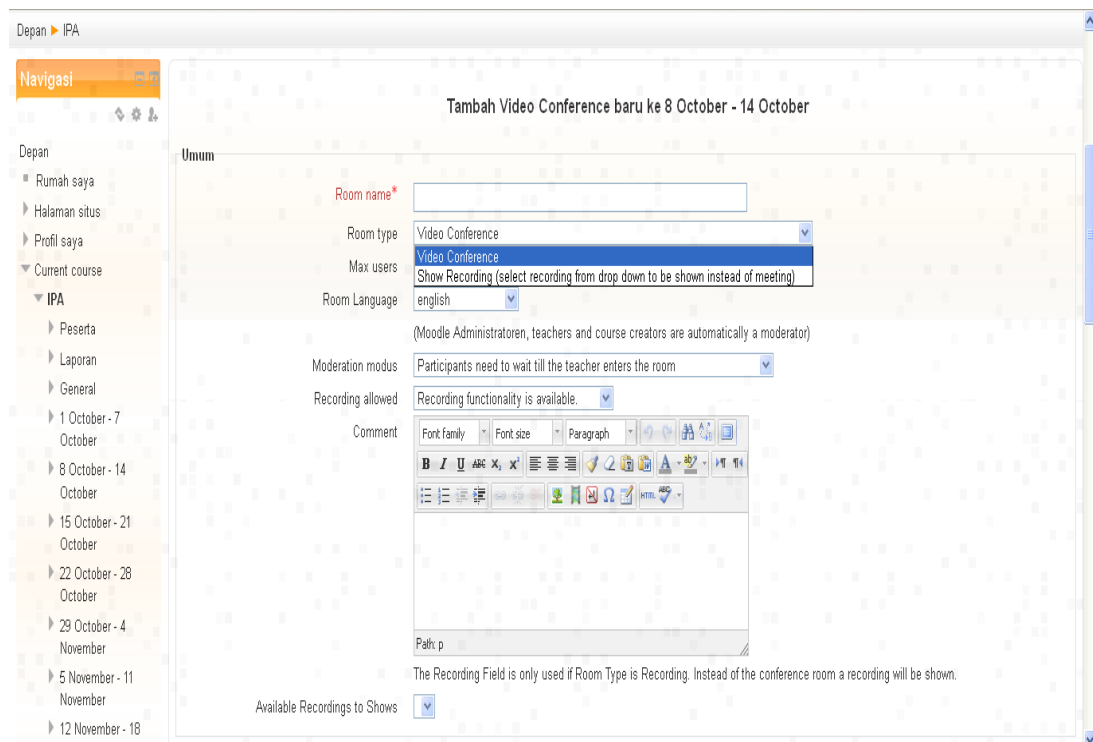 Depan ▶ IPA
Navigasi
Depan
Rumah saya
Halaman situs
Profil saya
Current course
IPA
Peserta
Laporan
General
1 October - 7
October
8 October - 14
October
15 October - 21
October
22 October - 28
October
29 October - 4
November
5 November - 11
November
12 November - 18
Tambah Video Conference baru ke 8 October - 14 October
Umum
Room name*
Room type Video Conference
Video Conference
Show Recording (select recording from drop down to be shown instead of meeting)
Max users
Room Language english
(Moodle Administratoren, teachers and course creators are automatically a moderator)
Moderation modus Participants need to wait till the teacher enters the room
Recording allowed Recording functionality is available.
Comment Font family Font size Paragraph
B I U ABC X₂ X² A ab
Ω HTML ABC
Path: p
The Recording Field is only used if Room Type is Recording. Instead of the conference room a recording will be shown.
Available Recordings to Shows